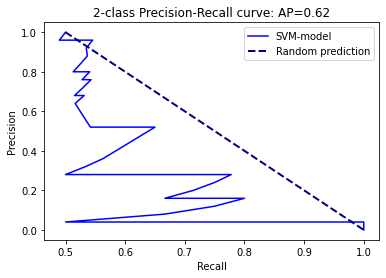 2-class Precision-Recall curve: AP=0.62
SVM-model
Random prediction
Precision
1.0
0.8
0.6
0.4
0.2
0.0
0.5
0.6
0.7
0.8
0.9
1.0
Recall